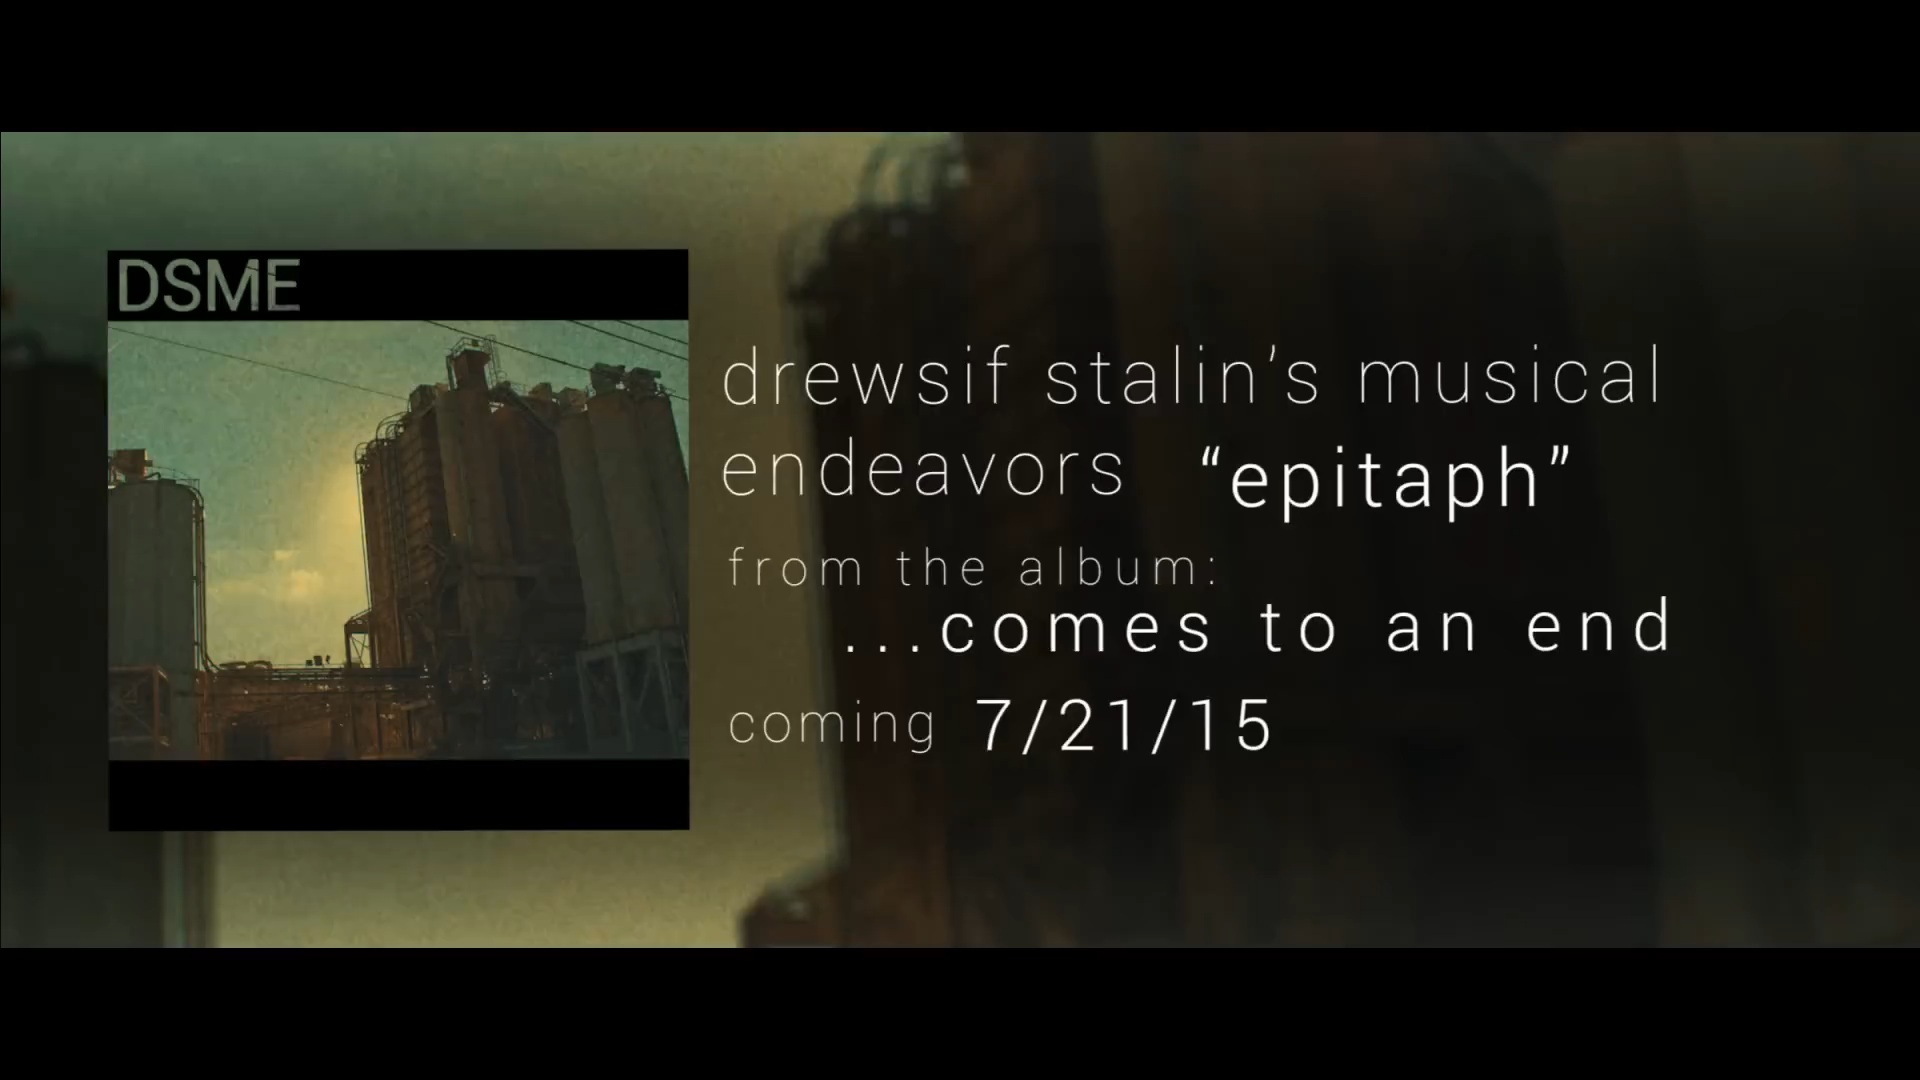 DSME
drewsif stalin’s musical
endeavors “epitaph”
from the album:
...comes to an end
coming 7/21/15